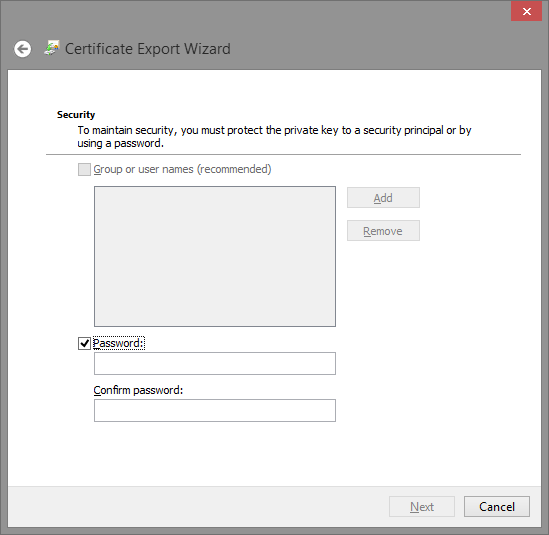 Certificate Export Wizard
Security
To maintain security, you must protect the private key to a security principal or by
using a password.
Group or user names (recommended)
Add
Remove
Password:
Confirm password:
Next
Cancel